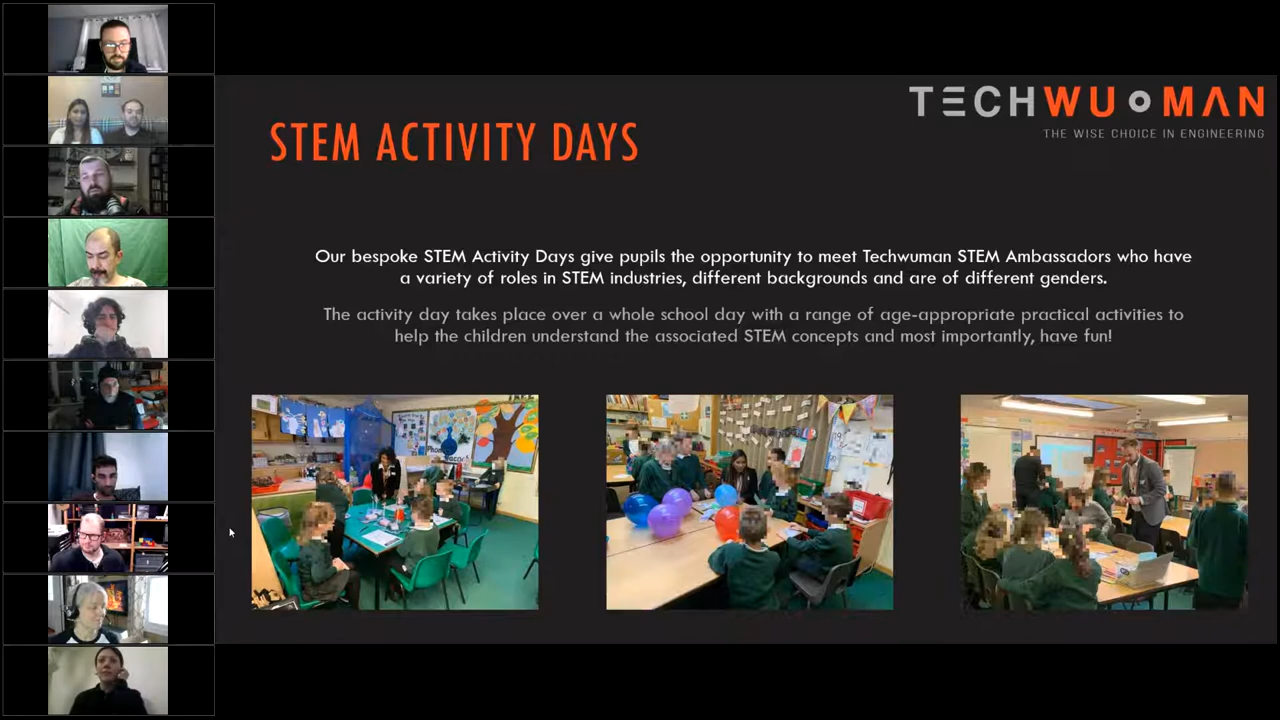 TECHWUMAN
THE WISE CHOICE IN ENGINEERING
STEM ACTIVITY DAYS
Our bespoke STEM Activity Days give pupils the opportunity to meet Techwuman STEM Ambassadors who have
a variety of roles in STEM industries, different backgrounds and are of different genders.
The activity day takes place over a whole school day with a range of age-appropriate practical activities to
help the children understand the associated STEM concepts and most importantly, have fun!